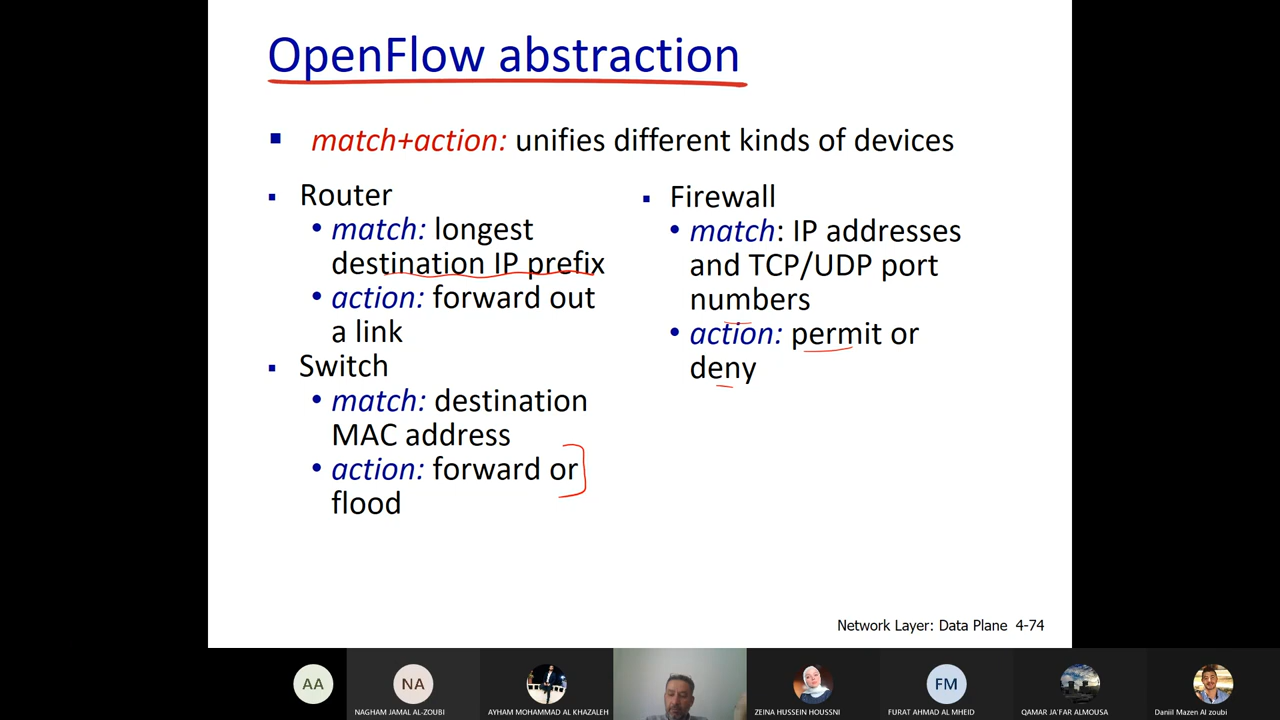 OpenFlow abstraction
▪ match+action: unifies different kinds of devices
▪ Router
• match: longest
destination IP prefix
• action: forward out
a link
▪ Switch
• match: destination
MAC address
• action: forward or
flood
▪ Firewall
• match: IP addresses
and TCP/UDP port
numbers
• action: permit or
deny
Network Layer: Data Plane 4-74
AA
NA
FM
NAGHAM JAMAL AL-ZOUBI
AYHAM MOHAMMAD AL KHAZALEH
ZEINA HUSSEIN HOUSSNI
FURAT AHMAD AL MHEID
QAMAR JA'FAR ALMOUSA
Daniil Mazen Al zoubi